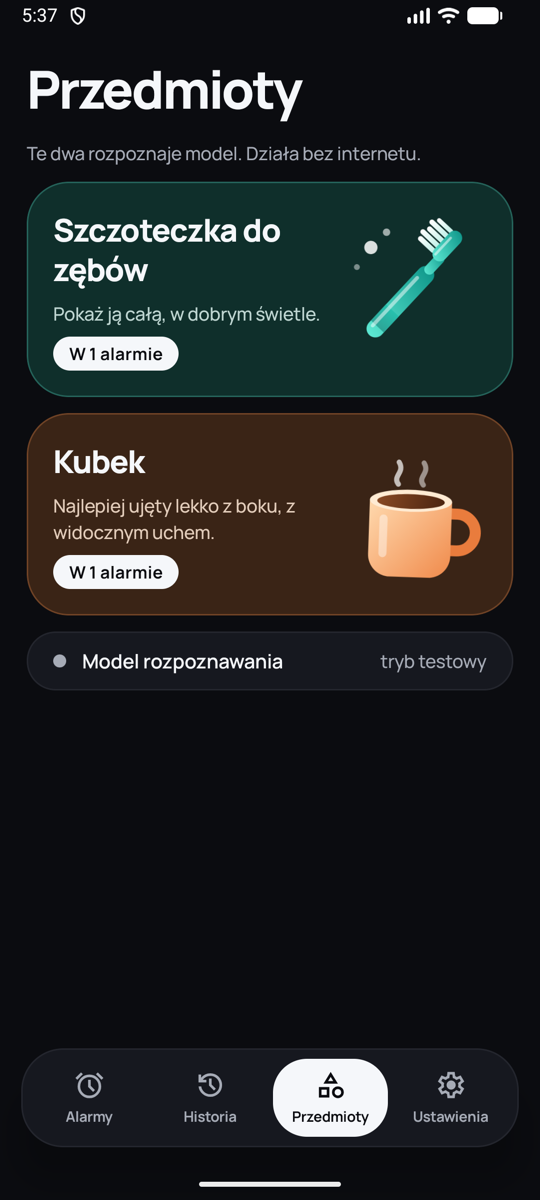 5:37
Przedmioty
Te dwa rozpoznaje model. Działa bez internetu.
Szczoteczka do
zębów
Pokaż ją całą, w dobrym świetle.
W 1 alarmie
Kubek
Najlepiej ujęty lekko z boku, z
widocznym uchem.
W 1 alarmie
Model rozpoznawania
tryb testowy
Alarmy
Historia
Przedmioty
Ustawienia